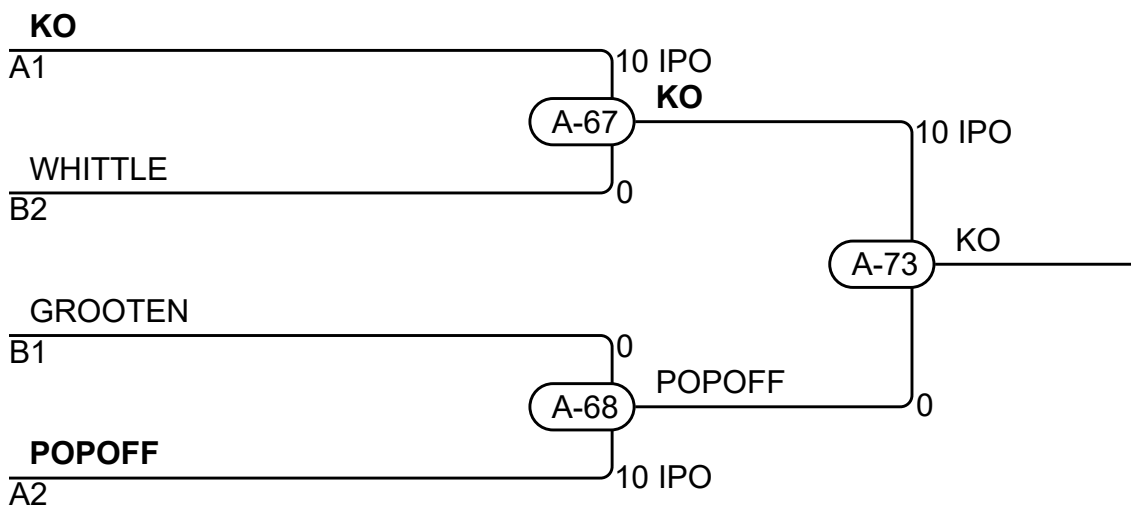 KO
A1
10 IPO
KO
A-67
10 IPO
WHITTLE
B2
0
KO
A-73
GROOTEN
B1
0
POPOFF
A-68
0
POPOFF
A2
10 IPO